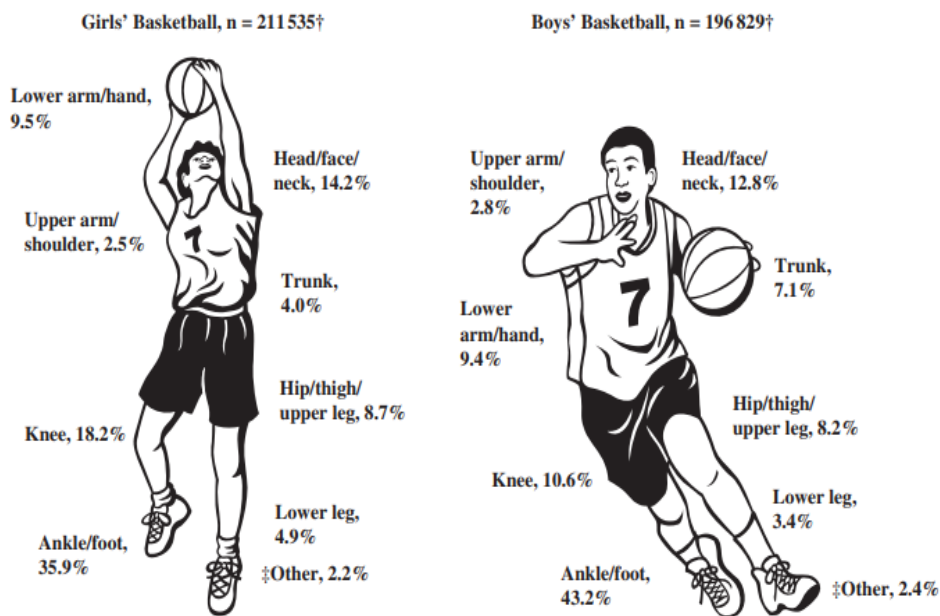 Girls' Basketball, n = 211 535†
Lower arm/hand,
9.5%
Head/face/
neck, 14.2%
Upper arm/
shoulder, 2.5%
7
Trunk,
4.0%
Hip/thigh/
upper leg, 8.7%
Knee, 18.2%
Lower leg,
4.9%
Ankle/foot,
35.9%
‡Other, 2.2%
Boys' Basketball, n = 196 829†
Upper arm/
shoulder,
2.8%
Head/face/
neck, 12.8%
Trunk,
7.1%
7
Lower
arm/hand,
9.4%
Hip/thigh/
upper leg, 8.2%
Knee, 10.6%
Lower leg,
3.4%
Ankle/foot,
43.2%
‡Other, 2.4%